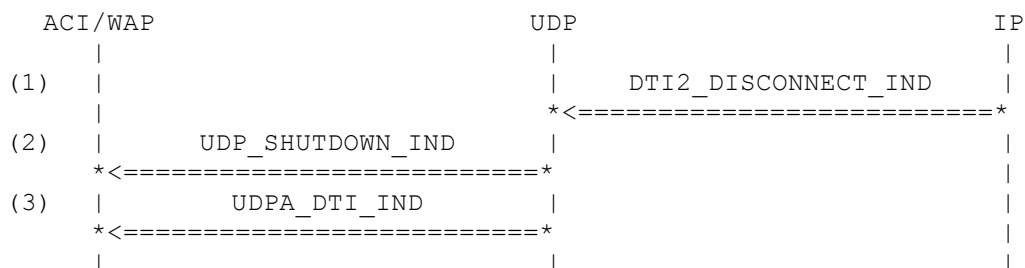 ACI/WAP UDP IP
(1) DTI2_DISCONNECT_IND
(2) UDP_SHUTDOWN_IND
(3) UDPA_DTI_IND